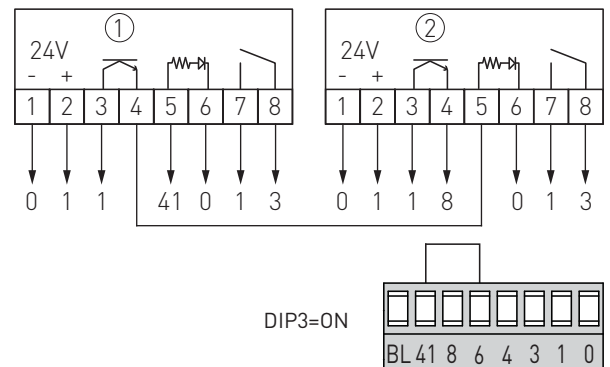 1 2
24V 24V
- + - +
1 2 3 4 5 6 7 8 1 2 3 4 5 6 7 8
0 1 1 41 0 1 3 0 1 1 8 0 1 3
DIP3=ON
BL 41 8 6 4 3 1 0